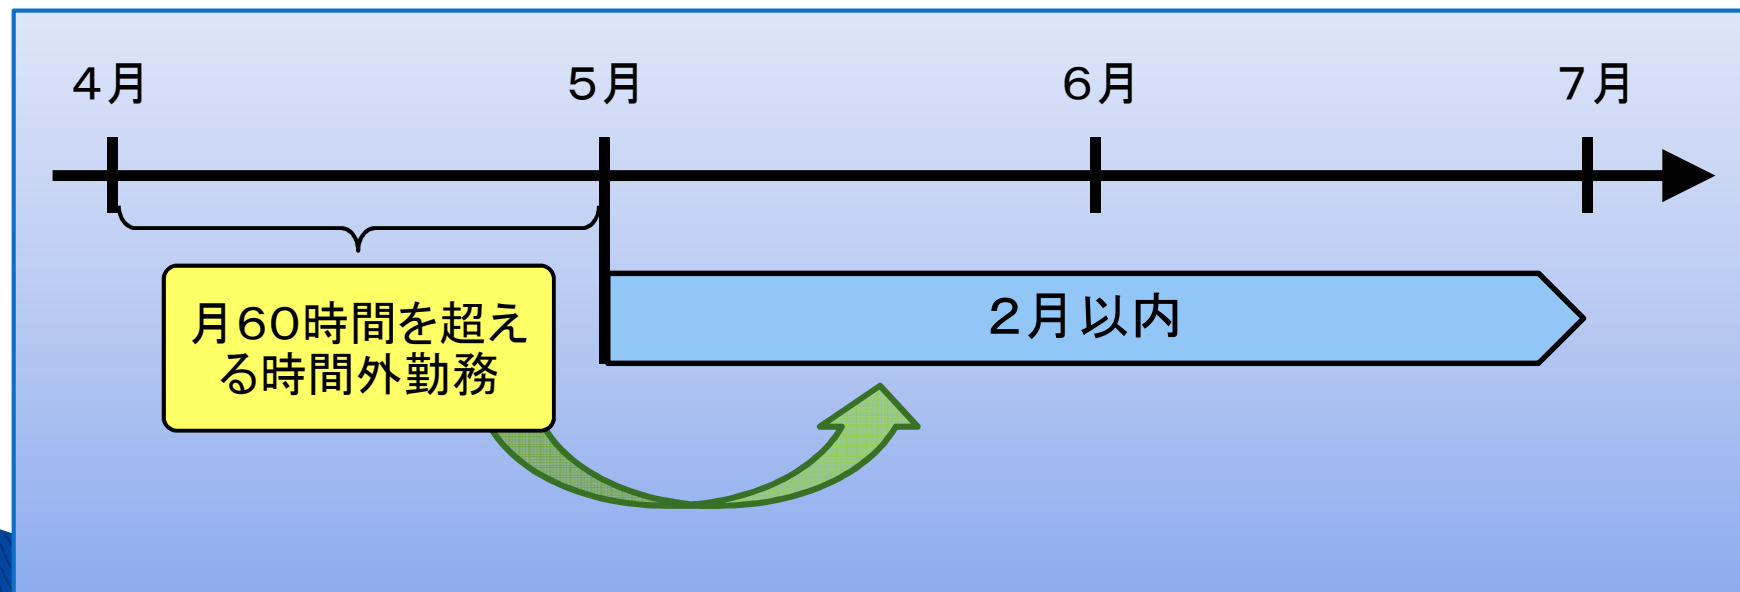 ４月
５月
６月
７月
月６０時間を超え
る時間外勤務
２月以内